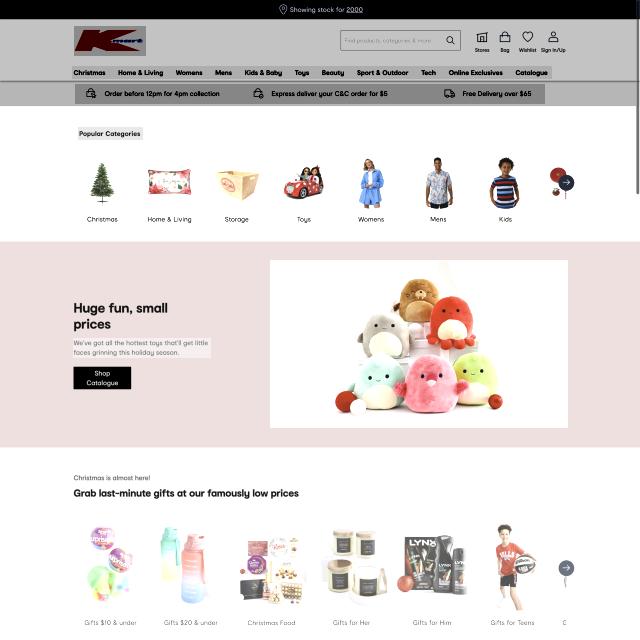 Showing stock for 2000
Kmart
Find products, categories & more
Stores
Bag
Wishlist
Sign In/Up
Christmas
Home & Living
Womens
Mens
Kids & Baby
Toys
Beauty
Sport & Outdoor
Tech
Online Exclusives
Catalogue
Order before 12pm for 4pm collection
Express deliver your C&C order for $5
Free Delivery over $65
Popular Categories
Christmas
Home & Living
Storage
Toys
Womens
Mens
Kids
Huge fun, small
prices
We've got all the hottest toys that'll get little
faces grinning this holiday season.
Shop
Catalogue
Christmas is almost here!
Grab last-minute gifts at our famously low prices
LYNX
BULLS
Gifts $10 & under
Gifts $20 & under
Christmas Food
Gifts for Her
Gifts for Him
Gifts for Teens
G